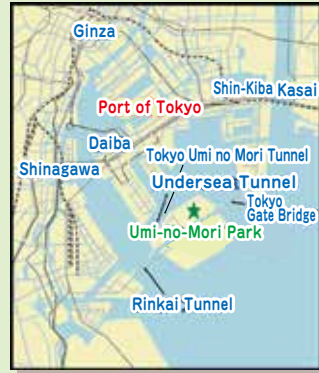 Ginza
Shin-Kiba Kasai
Port of Tokyo
Daiba
Tokyo Umi no Mori Tunnel
Shinagawa
Undersea Tunnel
Tokyo
Gate Bridge
Umi-no-Mori Park
Rinkai Tunnel